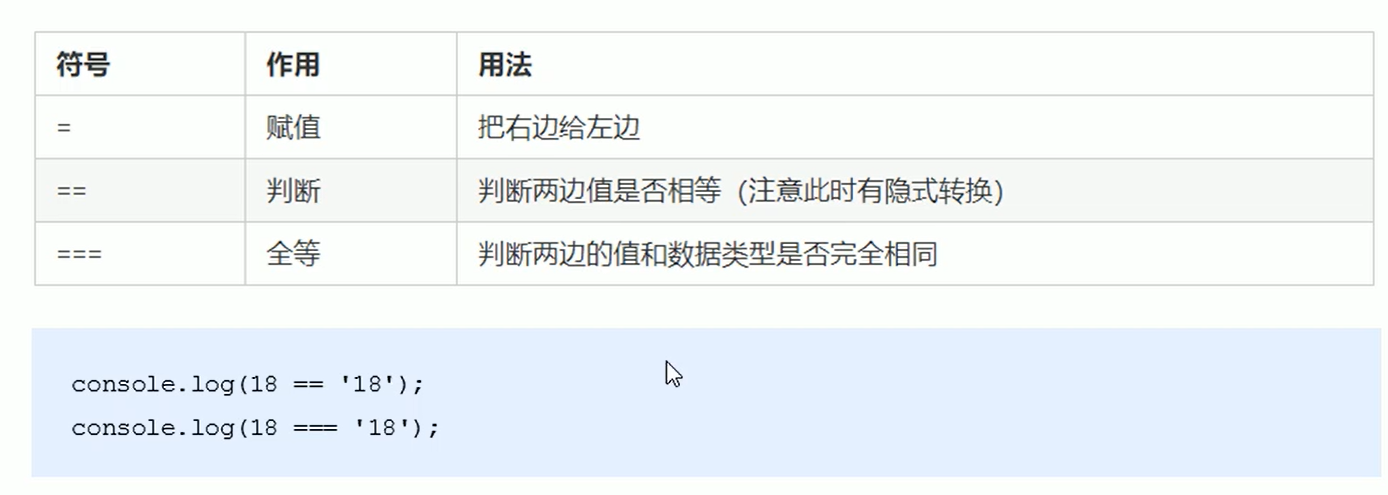 符号 作用 用法
= 赋值 把右边给左边
== 判断 判断两边值是否相等（注意此时有隐式转换）
=== 全等 判断两边的值和数据类型是否完全相同
console.log(18 == '18');
console.log(18 === '18');